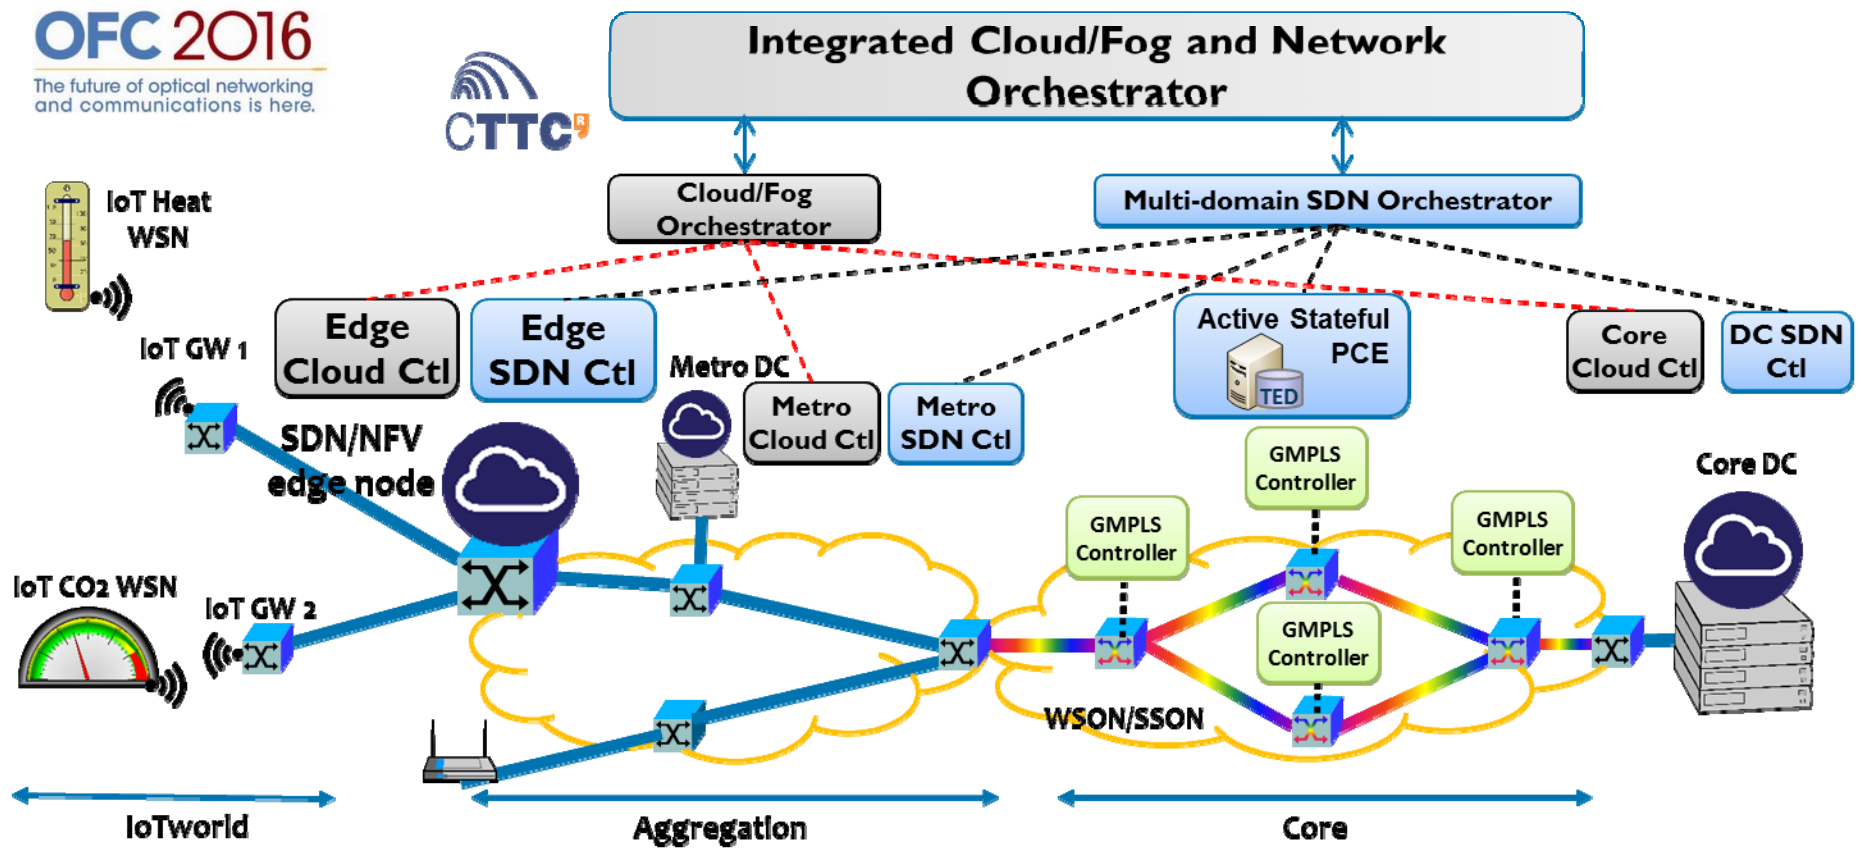 OFC 2016
The future of optical networking
and communications is here.
CTTC R
Integrated Cloud/Fog and Network
Orchestrator
Cloud/Fog
Orchestrator
Multi-domain SDN Orchestrator
IoT Heat
WSN
IoT GW 1
Edge
Cloud Ctl
Edge
SDN Ctl
Metro DC
Metro
Cloud Ctl
Metro
SDN Ctl
Active Stateful
PCE
TED
Core
Cloud Ctl
DC SDN
Ctl
SDN/NFV
edge node
GMPLS
Controller
GMPLS
Controller
GMPLS
Controller
GMPLS
Controller
Core DC
IoT CO2 WSN
IoT GW 2
WSON/SSON
IoTworld
Aggregation
Core